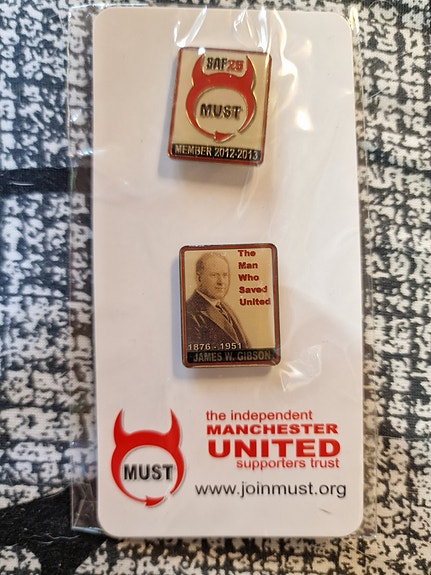 SAF25
MUST
MEMBER 2012-2013
The
Man
Who
Saved
United
1876 - 1951
JAMES W. GIBSON
MUST
the independent
MANCHESTER
UNITED
supporters trust
www.joinmust.org